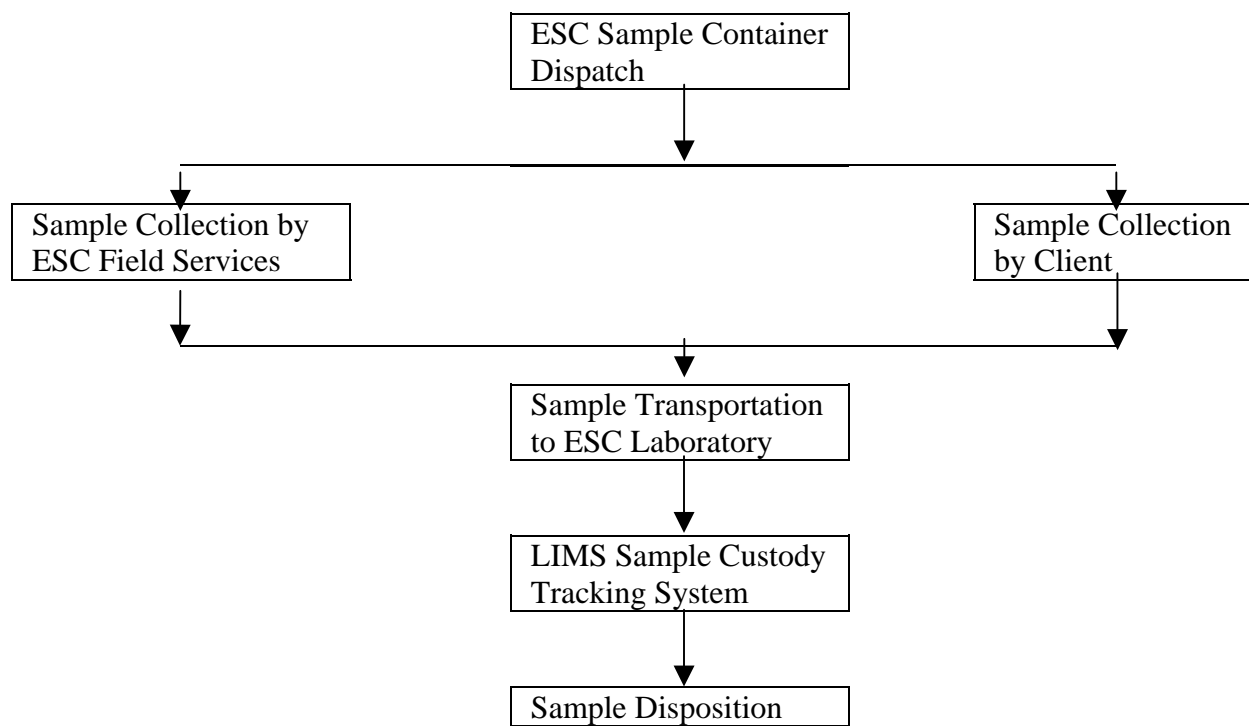 ESC Sample Container
Dispatch
Sample Collection by
ESC Field Services
Sample Collection
by Client
Sample Transportation
to ESC Laboratory
LIMS Sample Custody
Tracking System
Sample Disposition